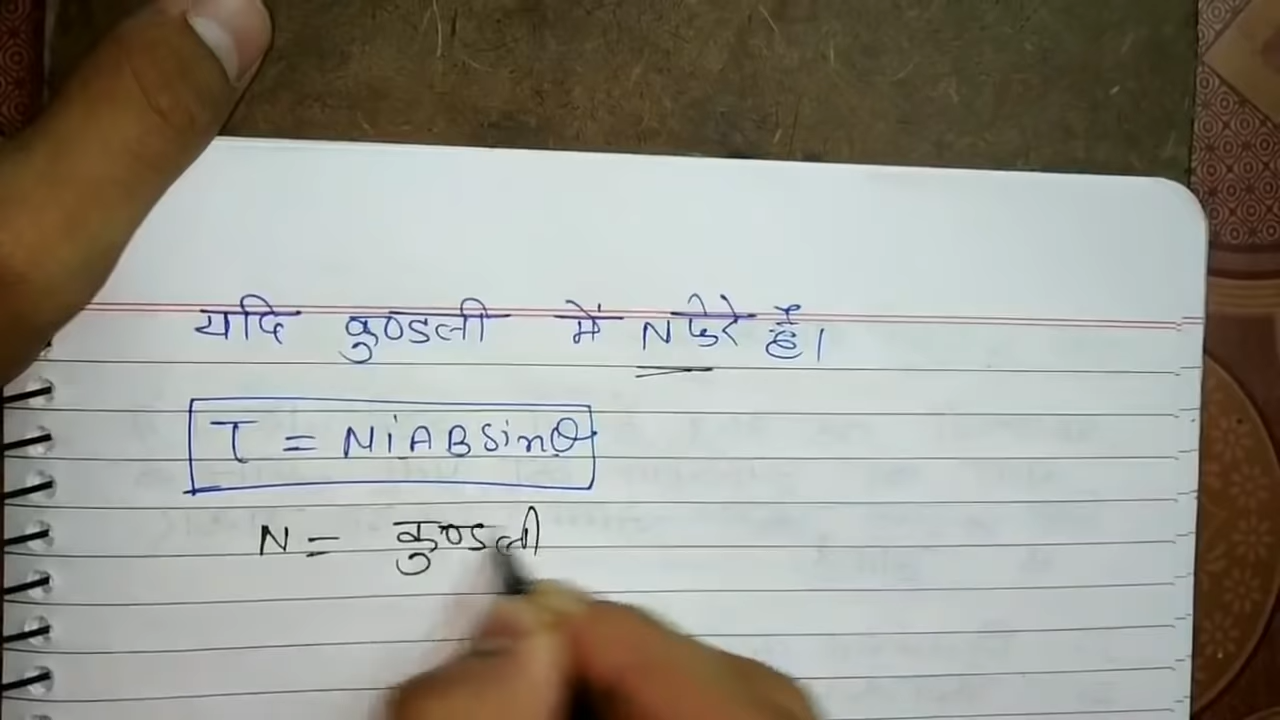 यदि कुण्डली में N फेरे हैं।
τ = NiABsinθ
N = कुण्डली